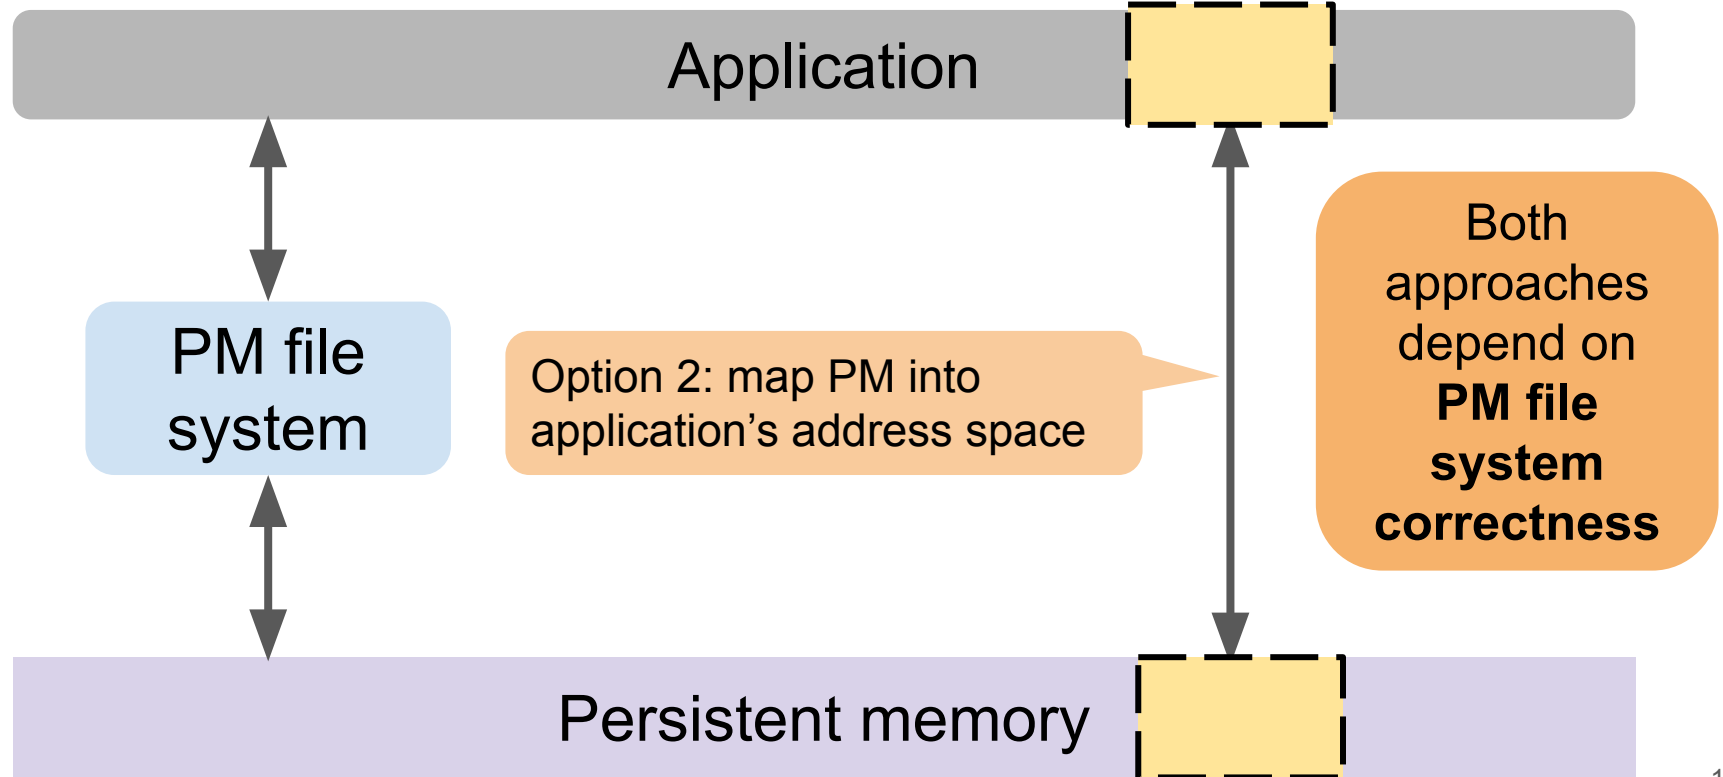 Application
PM file
system
Option 2: map PM into
application’s address space
Both
approaches
depend on
PM file
system
correctness
Persistent memory